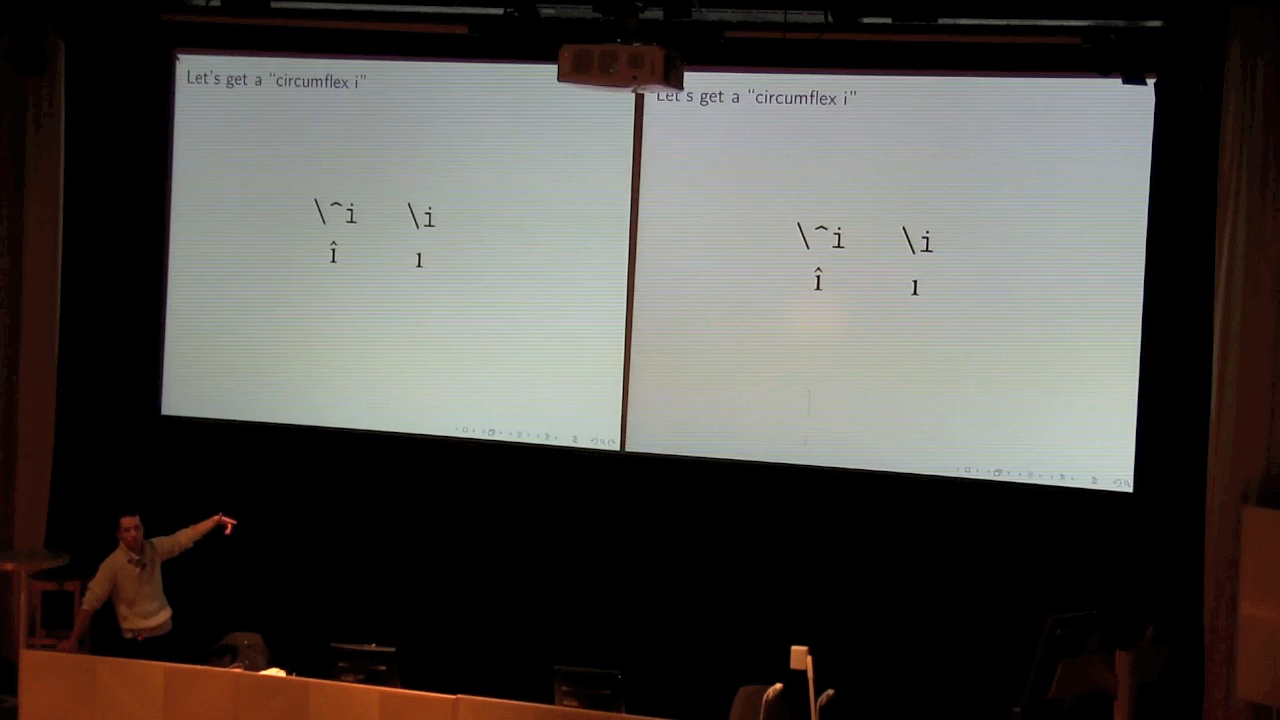 Let's get a "circumflex i"
\^i \i
î ı
Let's get a "circumflex i"
\^i \i
î ı